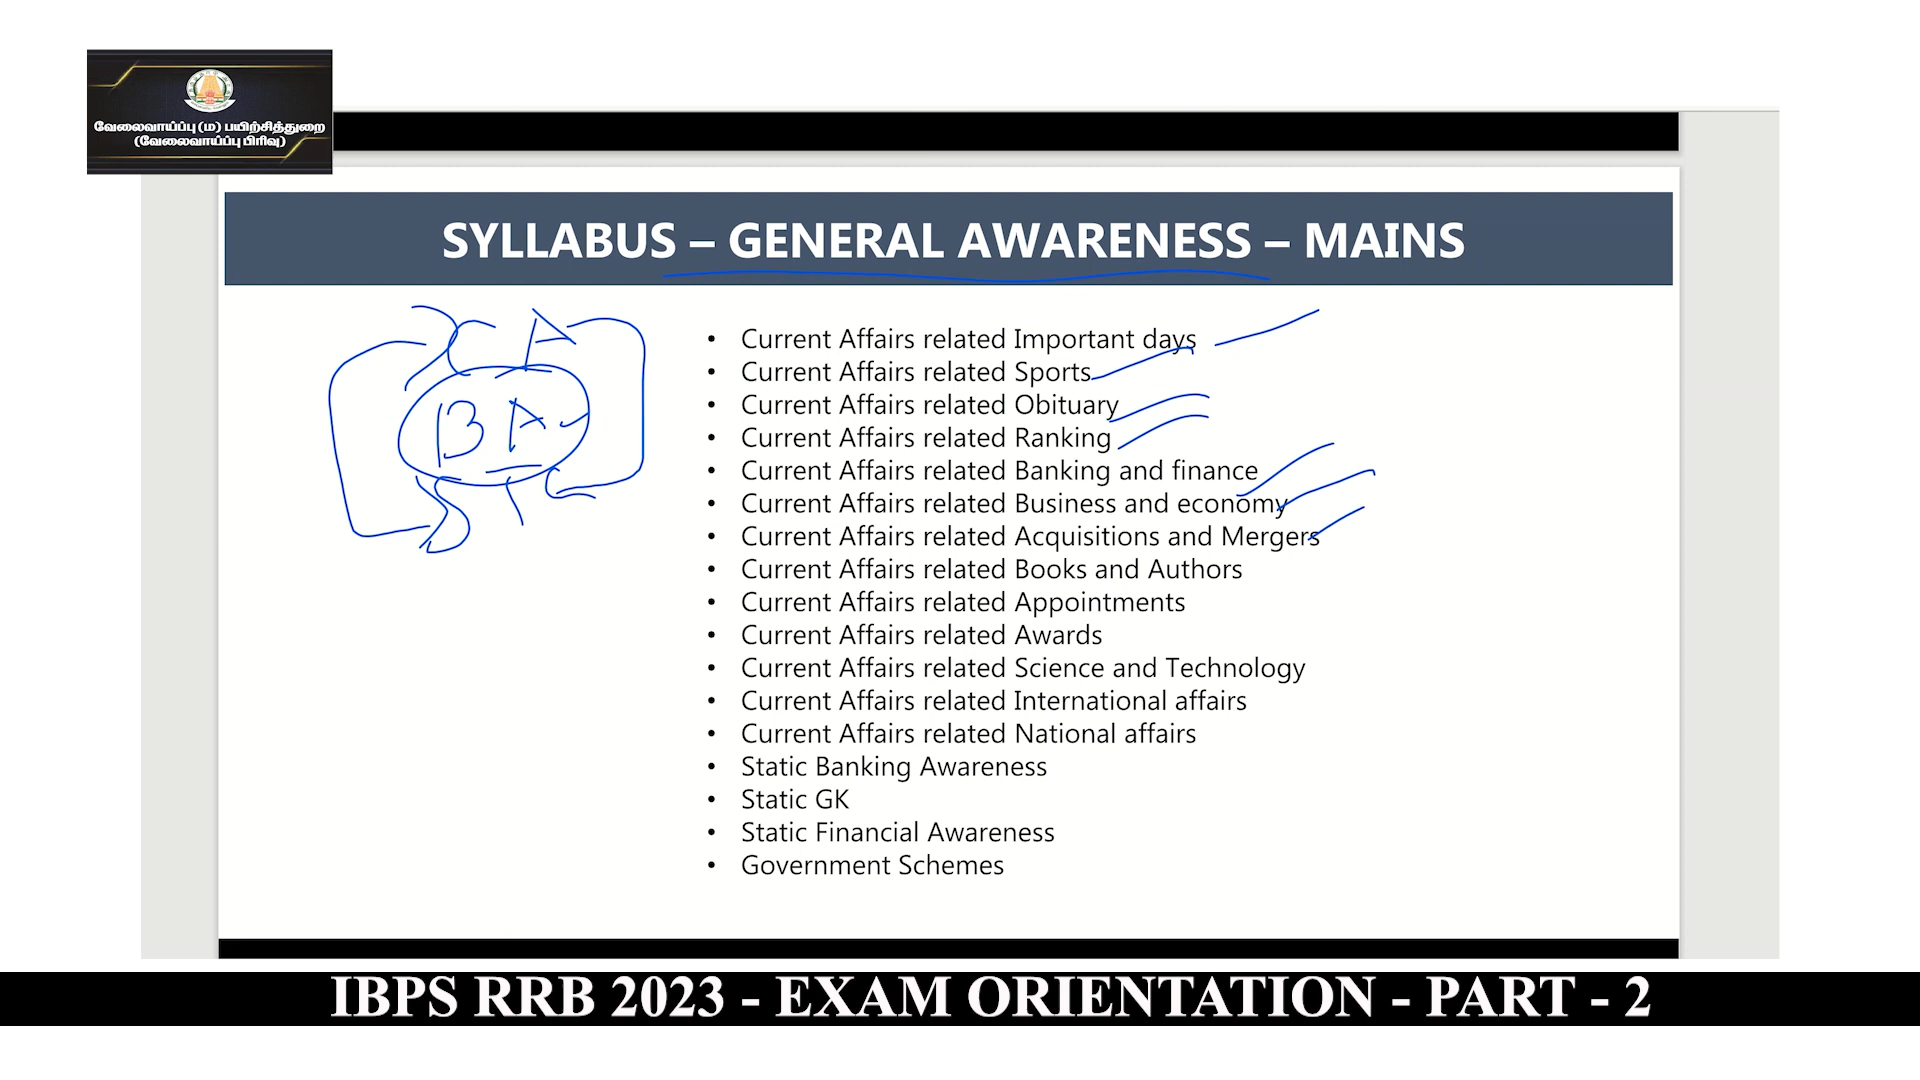 வேலைவாய்ப்பு (ம) பயிற்சித்துறை
(வேலைவாய்ப்பு பிரிவு)
SYLLABUS – GENERAL AWARENESS – MAINS
C A
B A
• Current Affairs related Important days
• Current Affairs related Sports
• Current Affairs related Obituary
• Current Affairs related Ranking
• Current Affairs related Banking and finance
• Current Affairs related Business and economy
• Current Affairs related Acquisitions and Mergers
• Current Affairs related Books and Authors
• Current Affairs related Appointments
• Current Affairs related Awards
• Current Affairs related Science and Technology
• Current Affairs related International affairs
• Current Affairs related National affairs
• Static Banking Awareness
• Static GK
• Static Financial Awareness
• Government Schemes
IBPS RRB 2023 - EXAM ORIENTATION - PART - 2